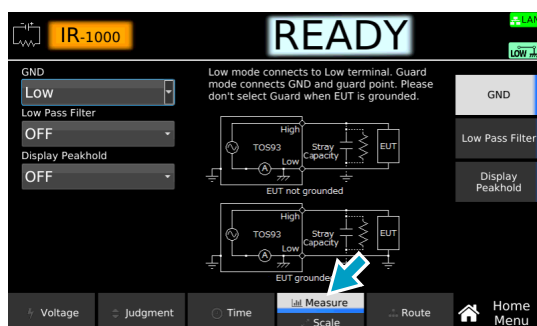 IR-1000
READY
LAN
LOW
GND
Low
Low Pass Filter
OFF
Display Peakhold
OFF
Low mode connects to Low terminal. Guard
mode connects GND and guard point. Please
don't select Guard when EUT is grounded.
High
TOS93
Stray
Capacity
EUT
Low
A
EUT not grounded
High
TOS93
Stray
Capacity
EUT
Low
A
EUT grounde
GND
Low Pass Filter
Display
Peakhold
Voltage
Judgment
Time
Measure
Scale
Route
Home
Menu